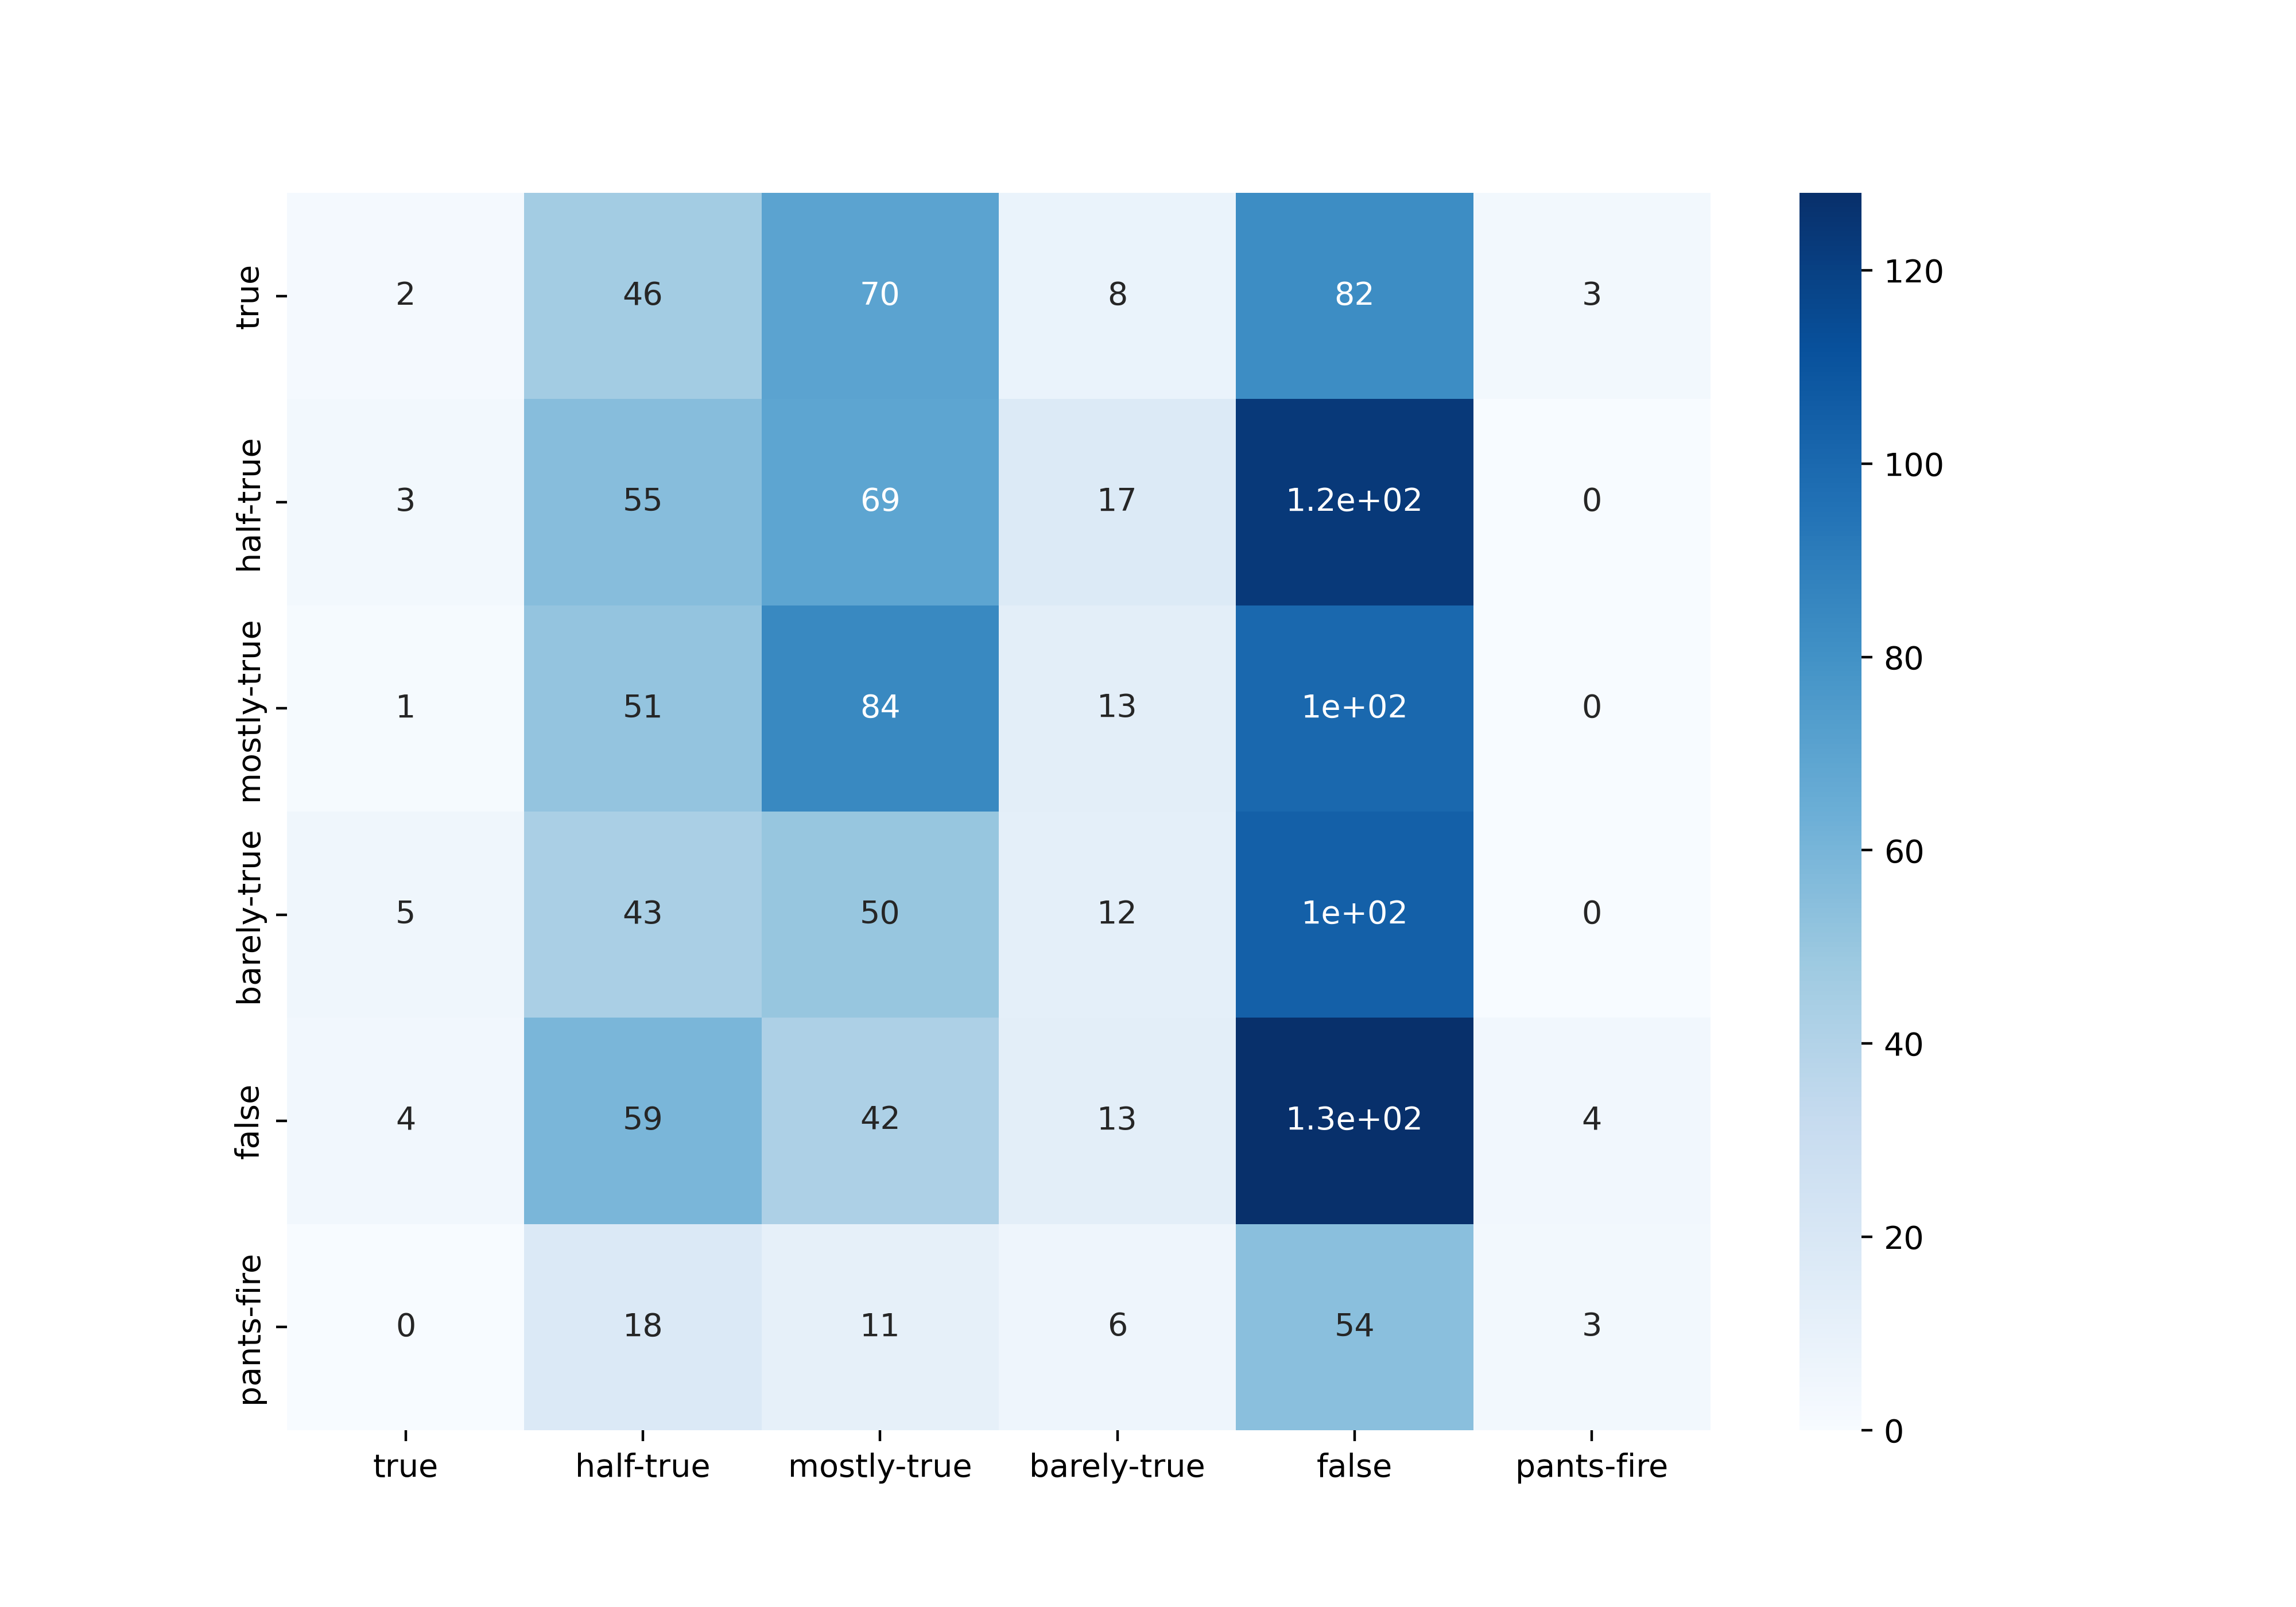 true 2 46 70 8 82 3
half-true 3 55 69 17 1.2e+02 0
mostly-true 1 51 84 13 1e+02 0
barely-true 5 43 50 12 1e+02 0
false 4 59 42 13 1.3e+02 4
pants-fire 0 18 11 6 54 3
true half-true mostly-true barely-true false pants-fire
120
100
80
60
40
20
0